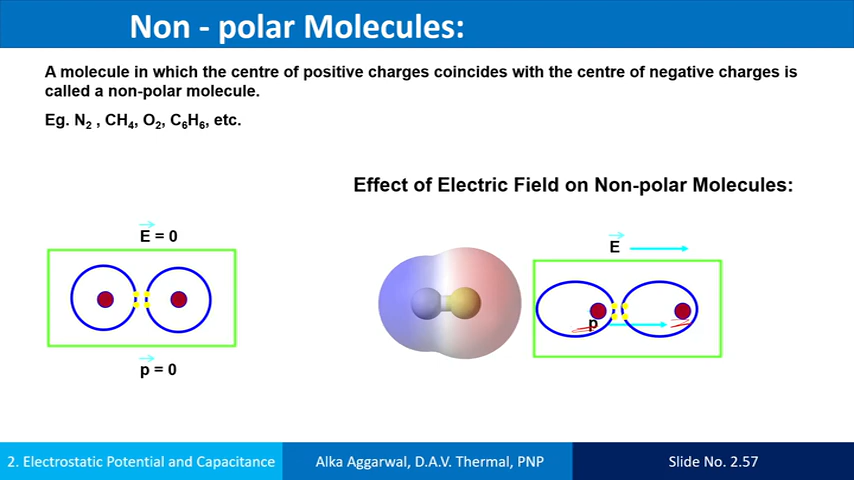 Non - polar Molecules:
A molecule in which the centre of positive charges coincides with the centre of negative charges is
called a non-polar molecule.
Eg. N₂ , CH₄, O₂, C₆H₆, etc.
Effect of Electric Field on Non-polar Molecules:
E⃗ = 0
E⃗
p
p⃗ = 0
2. Electrostatic Potential and Capacitance
Alka Aggarwal, D.A.V. Thermal, PNP
Slide No. 2.57